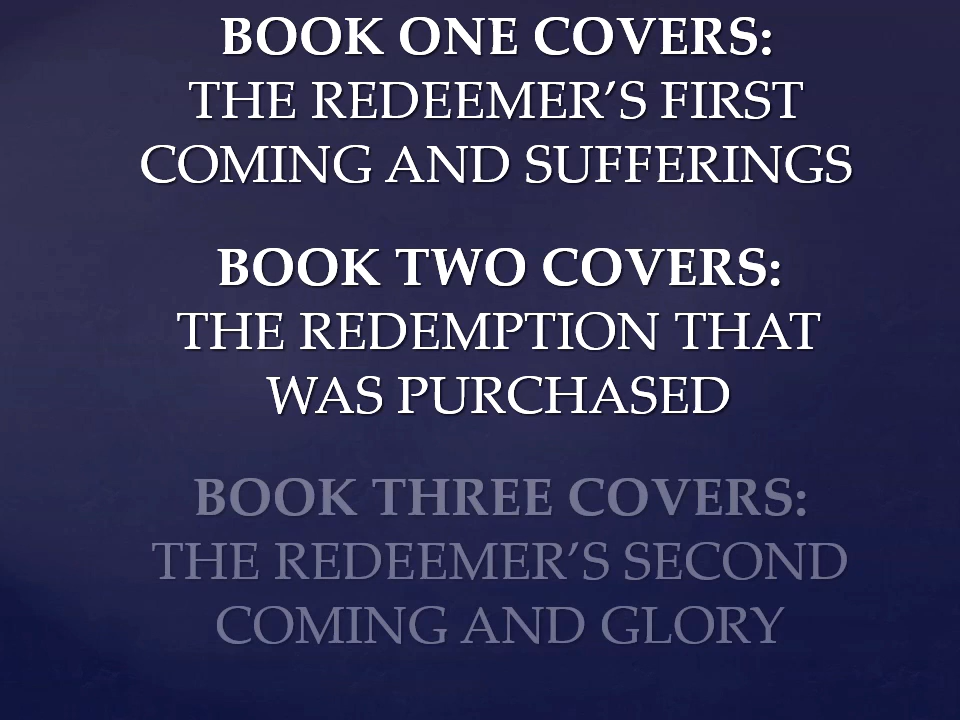 BOOK ONE COVERS:
THE REDEEMER’S FIRST
COMING AND SUFFERINGS
BOOK TWO COVERS:
THE REDEMPTION THAT
WAS PURCHASED
BOOK THREE COVERS:
THE REDEEMER’S SECOND
COMING AND GLORY